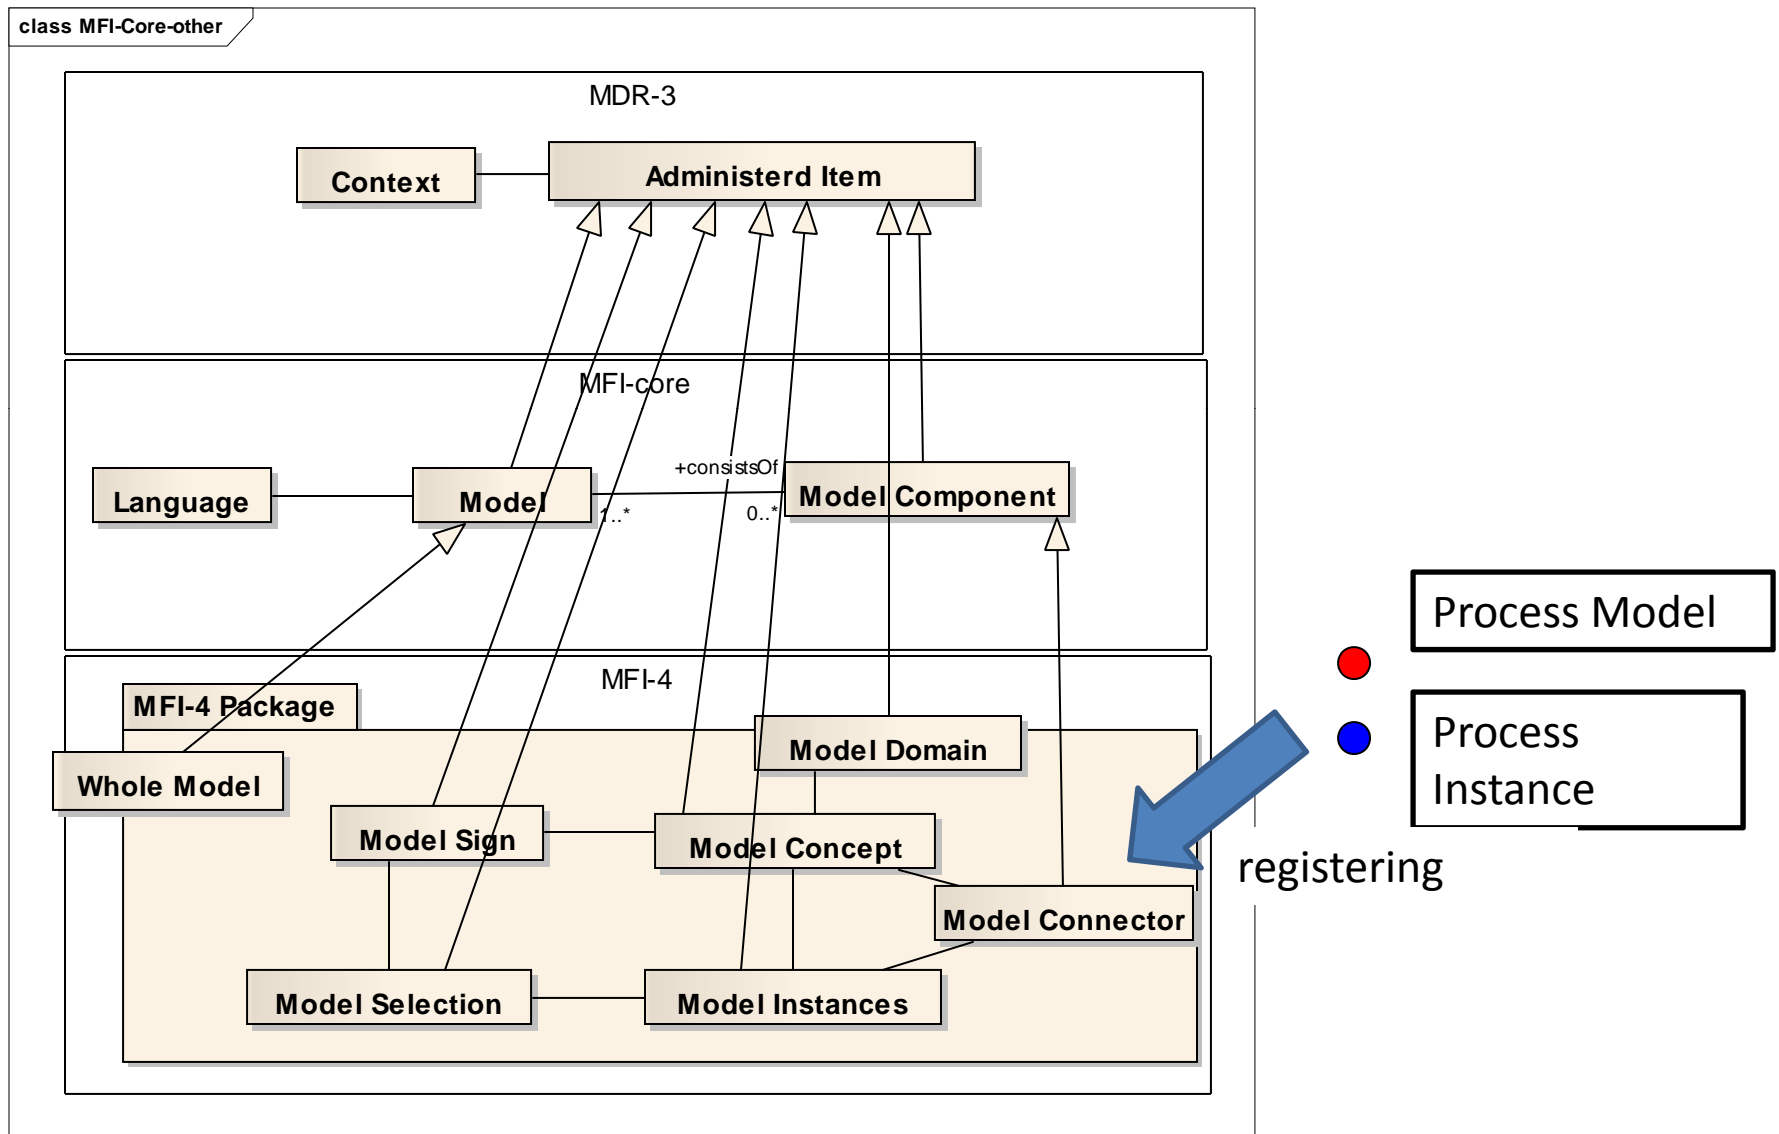 class MFI-Core-other
MDR-3
Context
Administerd Item
MFI-core
+consistsOf
Language
Model
Model Component
1..*
0..*
Process Model
MFI-4
MFI-4 Package
Process
Instance
Model Domain
Whole Model
Model Sign
Model Concept
registering
Model Connector
Model Selection
Model Instances